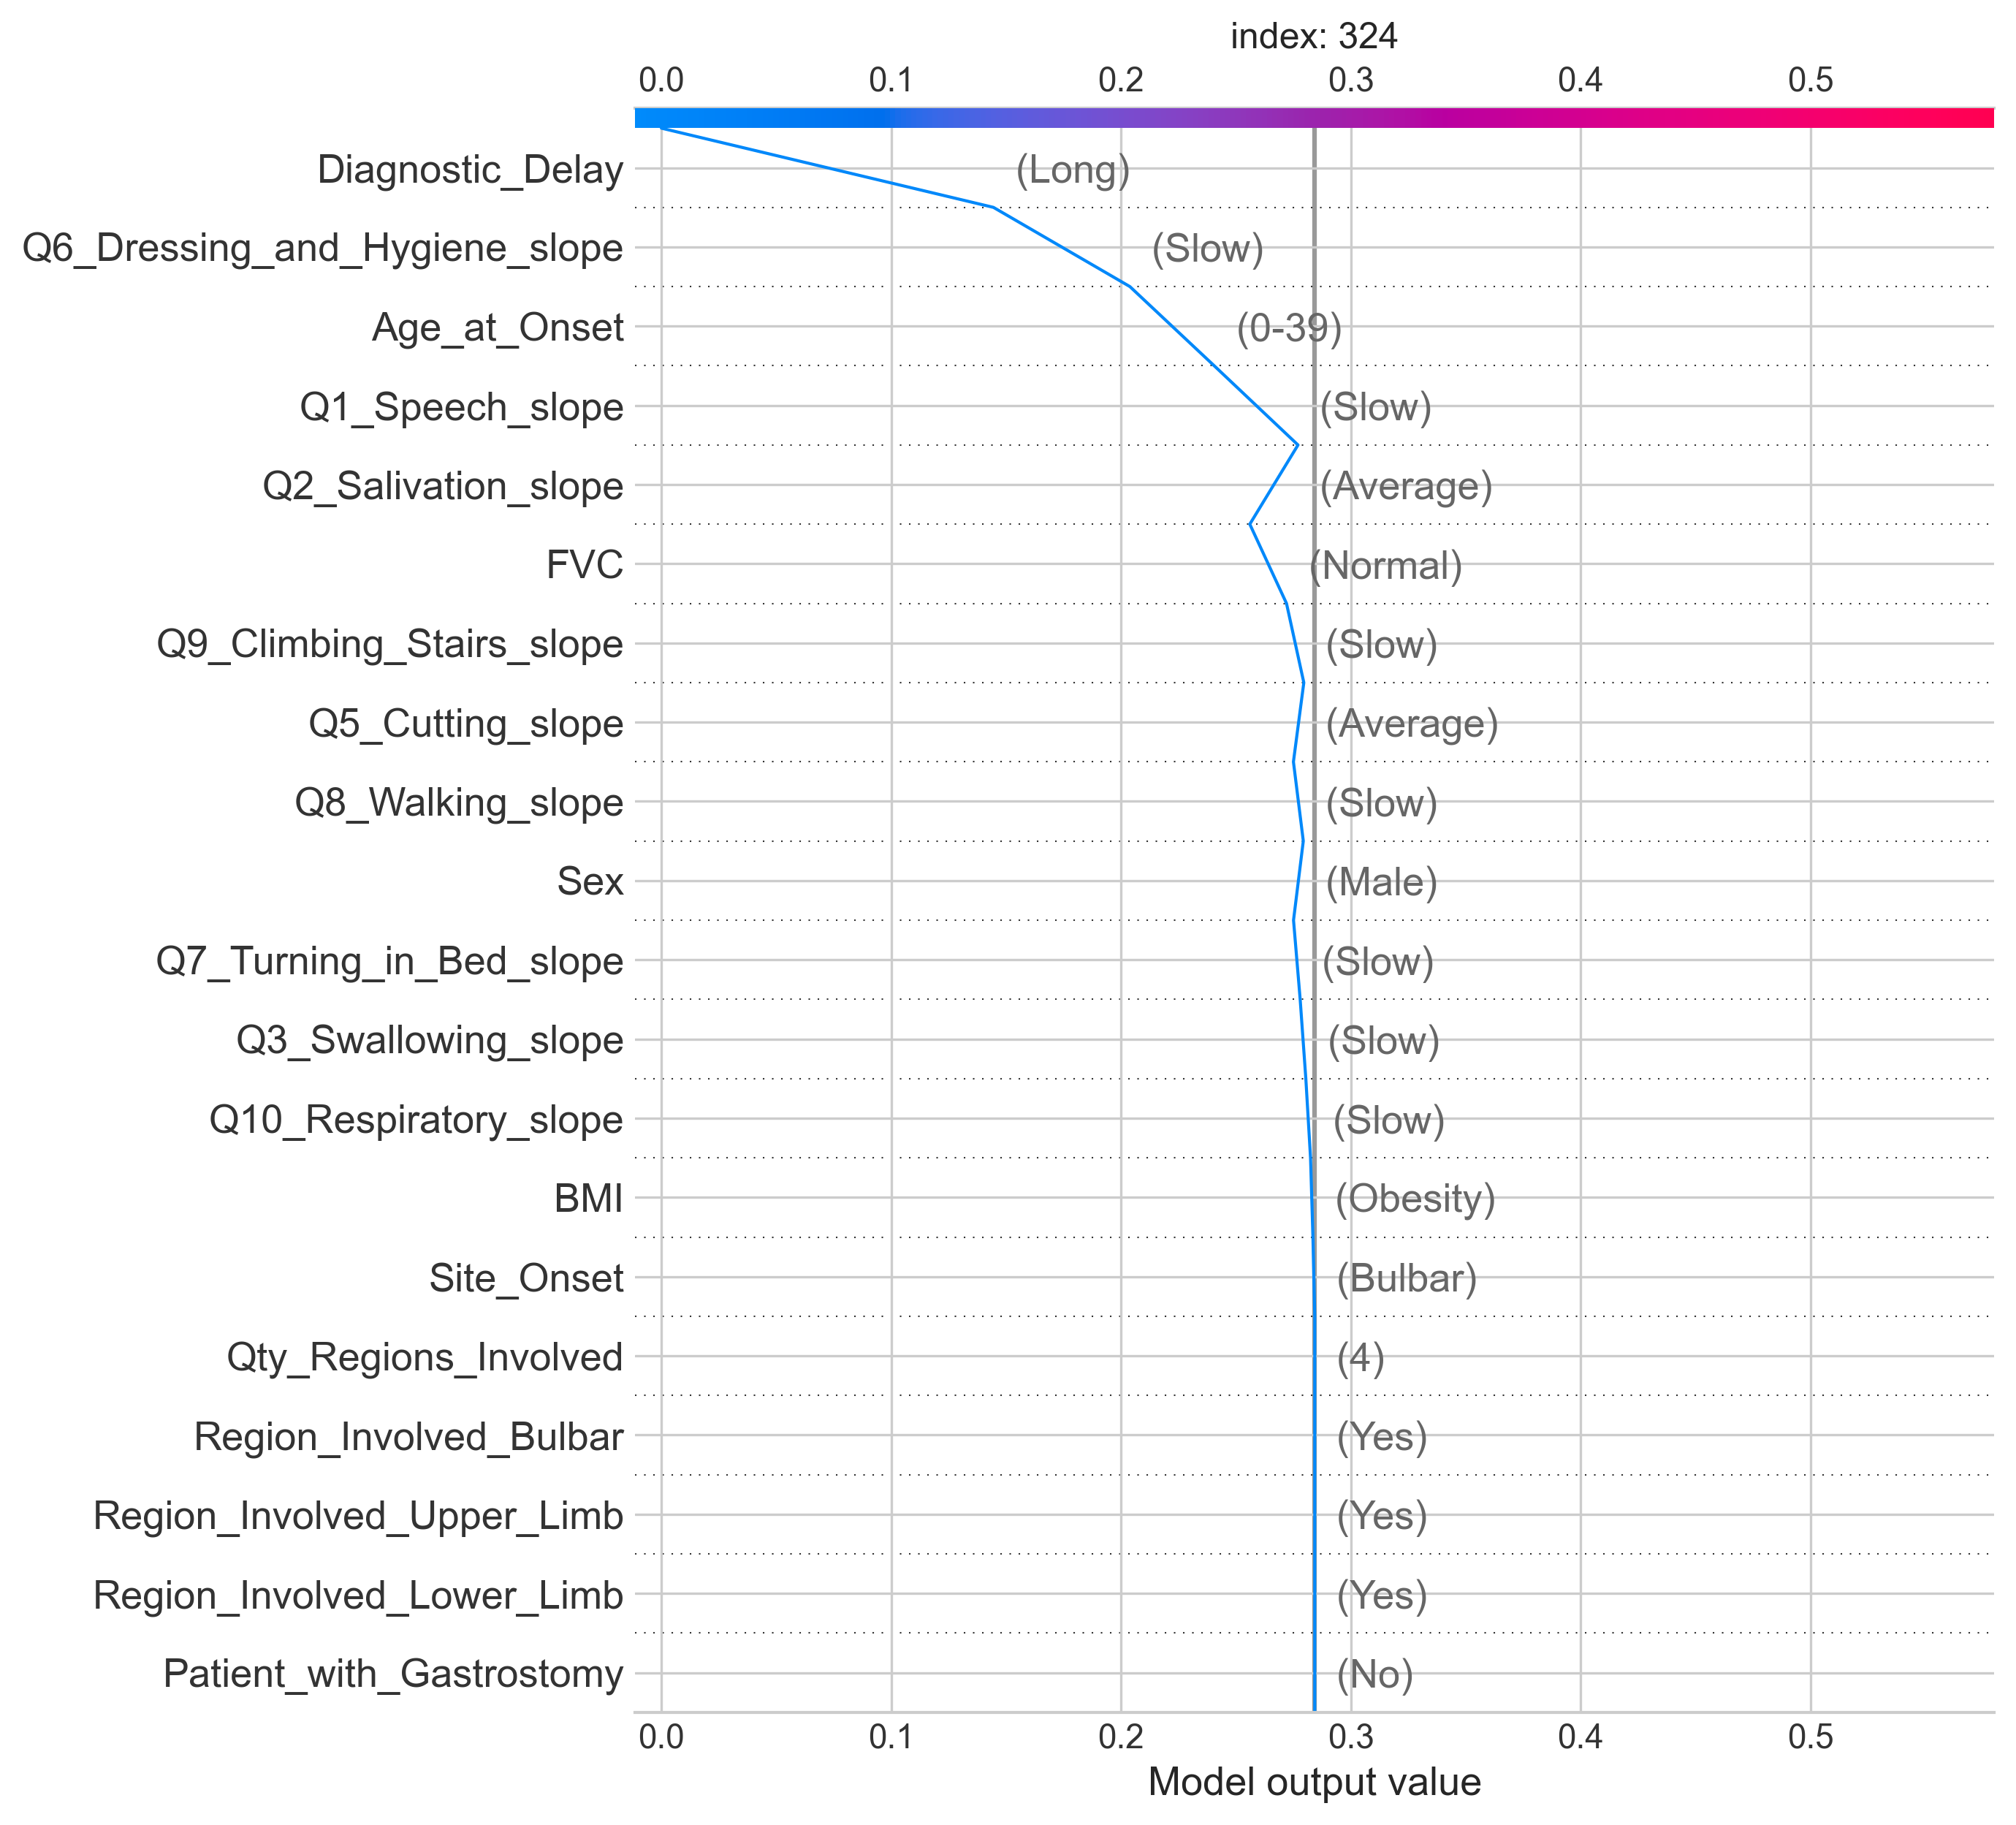 index: 324
0.0 0.1 0.2 0.3 0.4 0.5
Diagnostic_Delay (Long)
Q6_Dressing_and_Hygiene_slope (Slow)
Age_at_Onset (0-39)
Q1_Speech_slope (Slow)
Q2_Salivation_slope (Average)
FVC (Normal)
Q9_Climbing_Stairs_slope (Slow)
Q5_Cutting_slope (Average)
Q8_Walking_slope (Slow)
Sex (Male)
Q7_Turning_in_Bed_slope (Slow)
Q3_Swallowing_slope (Slow)
Q10_Respiratory_slope (Slow)
BMI (Obesity)
Site_Onset (Bulbar)
Qty_Regions_Involved (4)
Region_Involved_Bulbar (Yes)
Region_Involved_Upper_Limb (Yes)
Region_Involved_Lower_Limb (Yes)
Patient_with_Gastrostomy (No)
0.0 0.1 0.2 0.3 0.4 0.5
Model output value